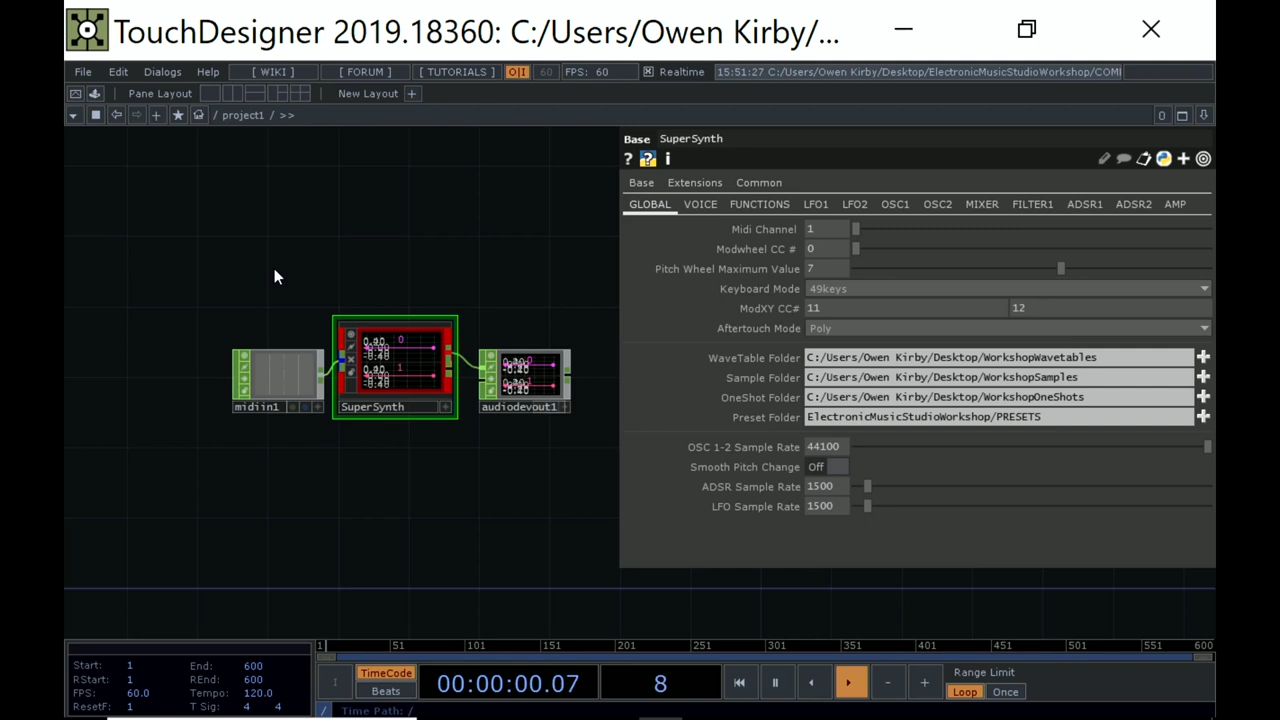 TouchDesigner 2019.18360: C:/Users/Owen Kirby/...
File Edit Dialogs Help [ WIKI ] [ FORUM ] [ TUTORIALS ] O|I 60 FPS: 60 Realtime 15:51:27 C:/Users/Owen Kirby/Desktop/ElectronicMusicStudioWorkshop/COM
Pane Layout New Layout +
/ project1 / >> 0
Base SuperSynth
? ? i
Base Extensions Common
GLOBAL VOICE FUNCTIONS LFO1 LFO2 OSC1 OSC2 MIXER FILTER1 ADSR1 ADSR2 AMP
Midi Channel 1
Modwheel CC # 0
Pitch Wheel Maximum Value 7
Keyboard Mode 49keys
ModXY CC# 11 12
Aftertouch Mode Poly
WaveTable Folder C:/Users/Owen Kirby/Desktop/WorkshopWavetables
Sample Folder C:/Users/Owen Kirby/Desktop/WorkshopSamples
OneShot Folder C:/Users/Owen Kirby/Desktop/WorkshopOneShots
Preset Folder ElectronicMusicStudioWorkshop/PRESETS
OSC 1-2 Sample Rate 44100
Smooth Pitch Change Off
ADSR Sample Rate 1500
LFO Sample Rate 1500
midiin1 SuperSynth audiodevout1
1 51 101 151 201 251 301 351 401 451 501 551 600
Start: 1 End: 600
RStart: 1 REnd: 600
FPS: 60.0 Tempo: 120.0
ResetF: 1 T Sig: 4 4
TimeCode
Beats
00:00:00.07 8
Range Limit
Loop Once
/ Time Path: /